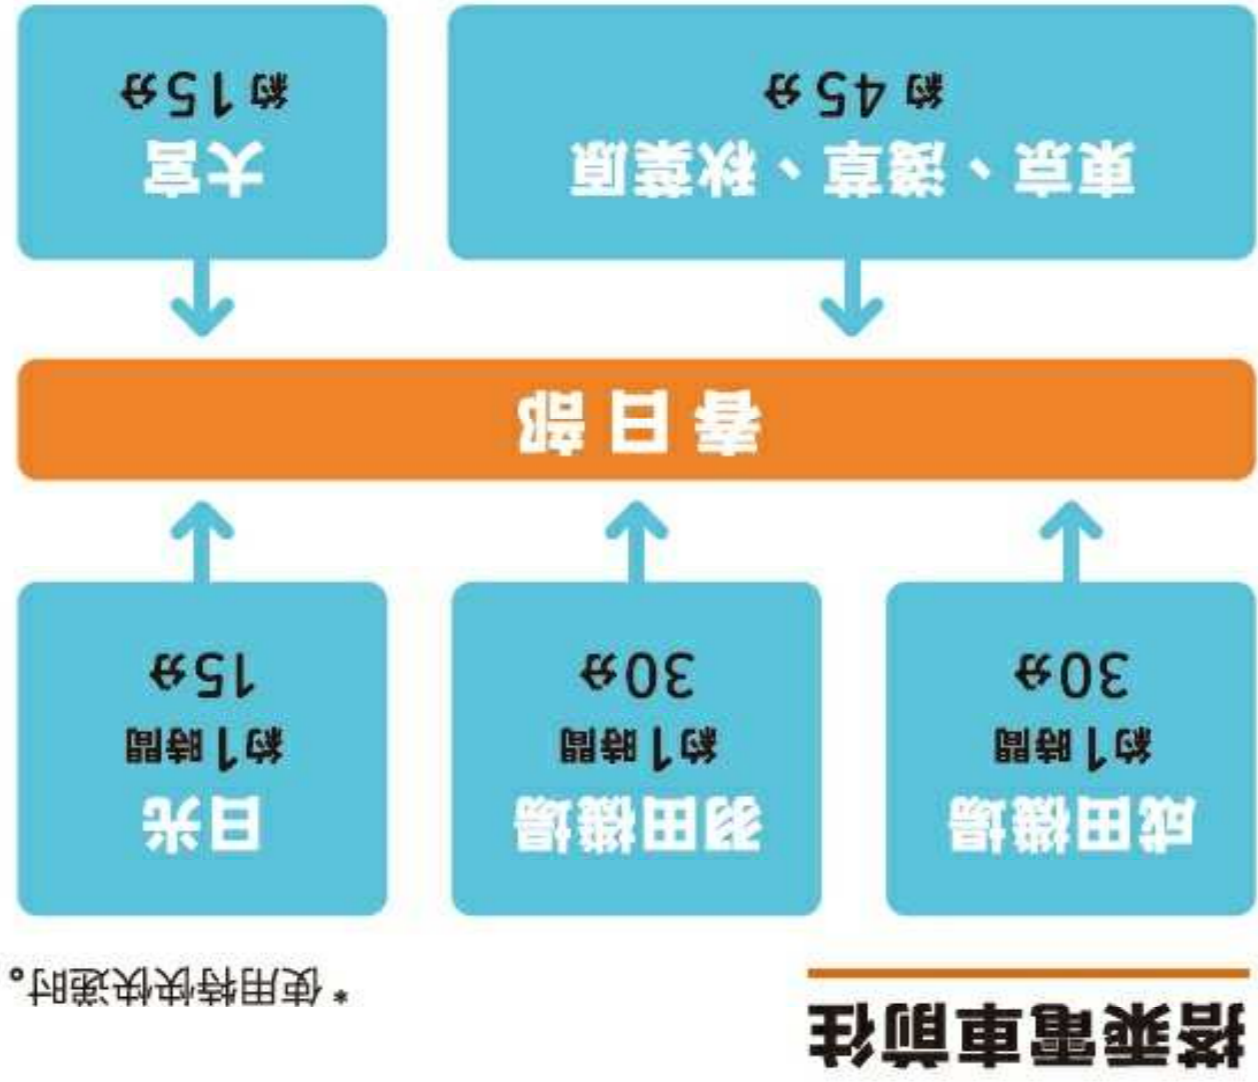 搭乘電車前往
* 使用特快快递时。
成田機場
約1時間
30分
羽田機場
約1時間
30分
日光
約1時間
15分
春日部
東京、淺草、秋葉原
約45分
大宮
約15分